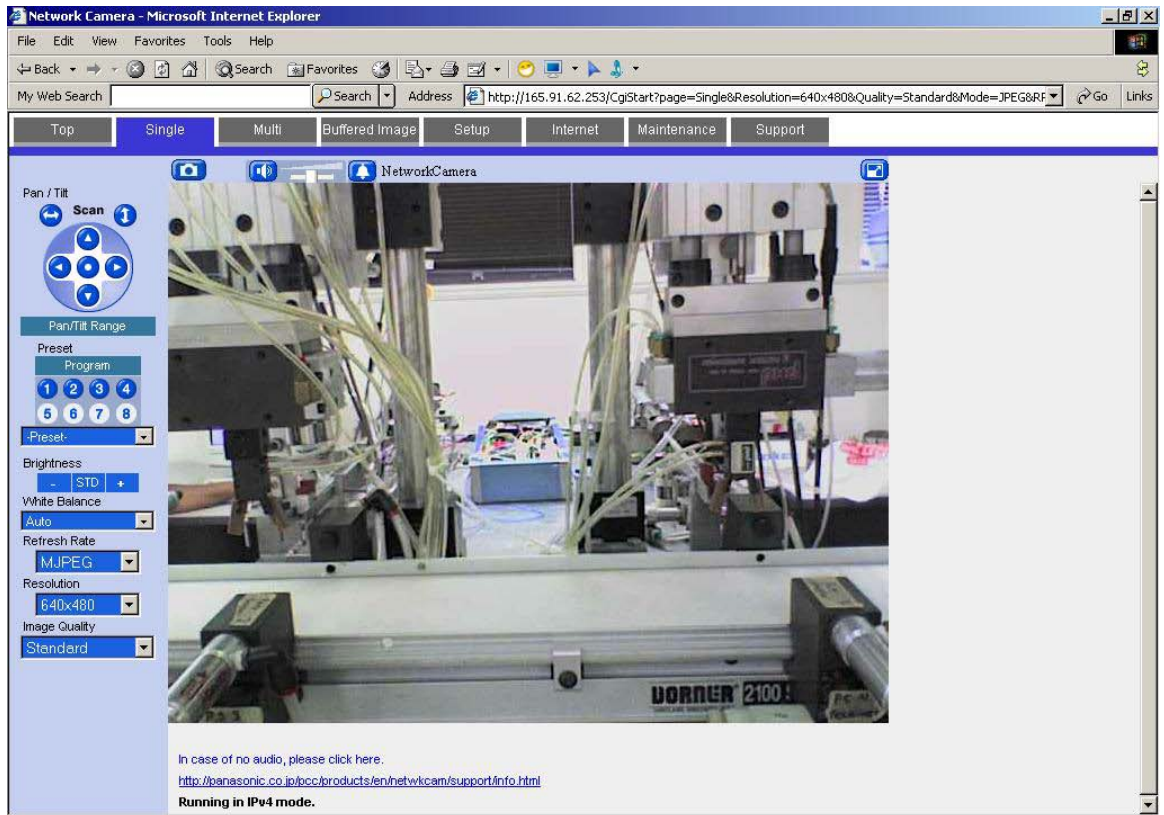 Network Camera - Microsoft Internet Explorer
File Edit View Favorites Tools Help
Back Search Favorites
My Web Search Search Address http://165.91.62.253/CgiStart?page=Single&Resolution=640x480&Quality=Standard&Mode=JPEG&RF Go Links
Top Single Multi Buffered Image Setup Internet Maintenance Support
NetworkCamera
Pan / Tilt
Scan
Pan/Tilt Range
Preset
Program
1 2 3 4
5 6 7 8
-Preset-
Brightness
- STD +
White Balance
Auto
Refresh Rate
MJPEG
Resolution
640x480
Image Quality
Standard
DORNER 2100
In case of no audio, please click here.
http://panasonic.co.jp/pcc/products/en/netwkcam/support/info.html
Running in IPv4 mode.